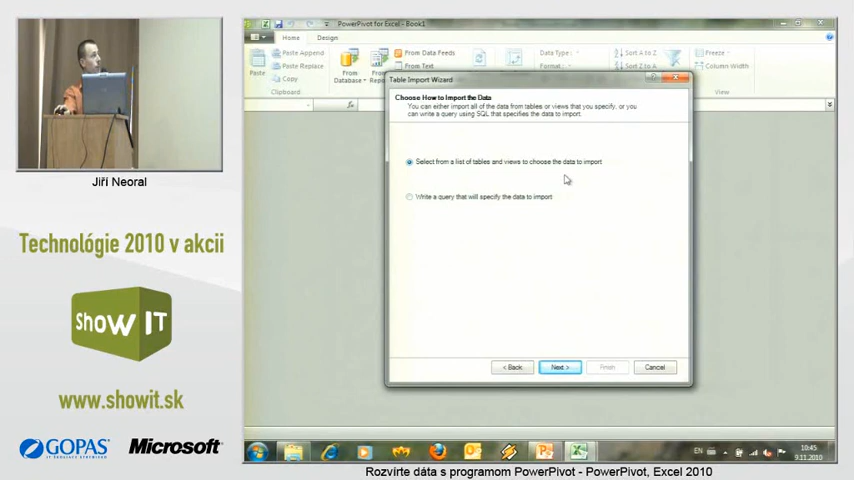 Jiří Neoral
Technológie 2010 v akcii
Show IT
www.showit.sk
GOPAS
Microsoft
PowerPivot for Excel - Book1
Home
Design
Paste
Paste Append
Paste Replace
Copy
Clipboard
From
Database
From
From Data Feeds
From Text
Data Type :
Format :
Sort A to Z
Sort Z to A
Freeze
Column Width
View
fx
Table Import Wizard
Choose How to Import the Data
You can either import all of the data from tables or views that you specify, or you
can write a query using SQL that specifies the data to import.
Select from a list of tables and views to choose the data to import
Write a query that will specify the data to import
< Back
Next >
Finish
Cancel
EN
10:45
9.11.2010
Rozvírte dáta s programom PowerPivot - PowerPivot, Excel 2010